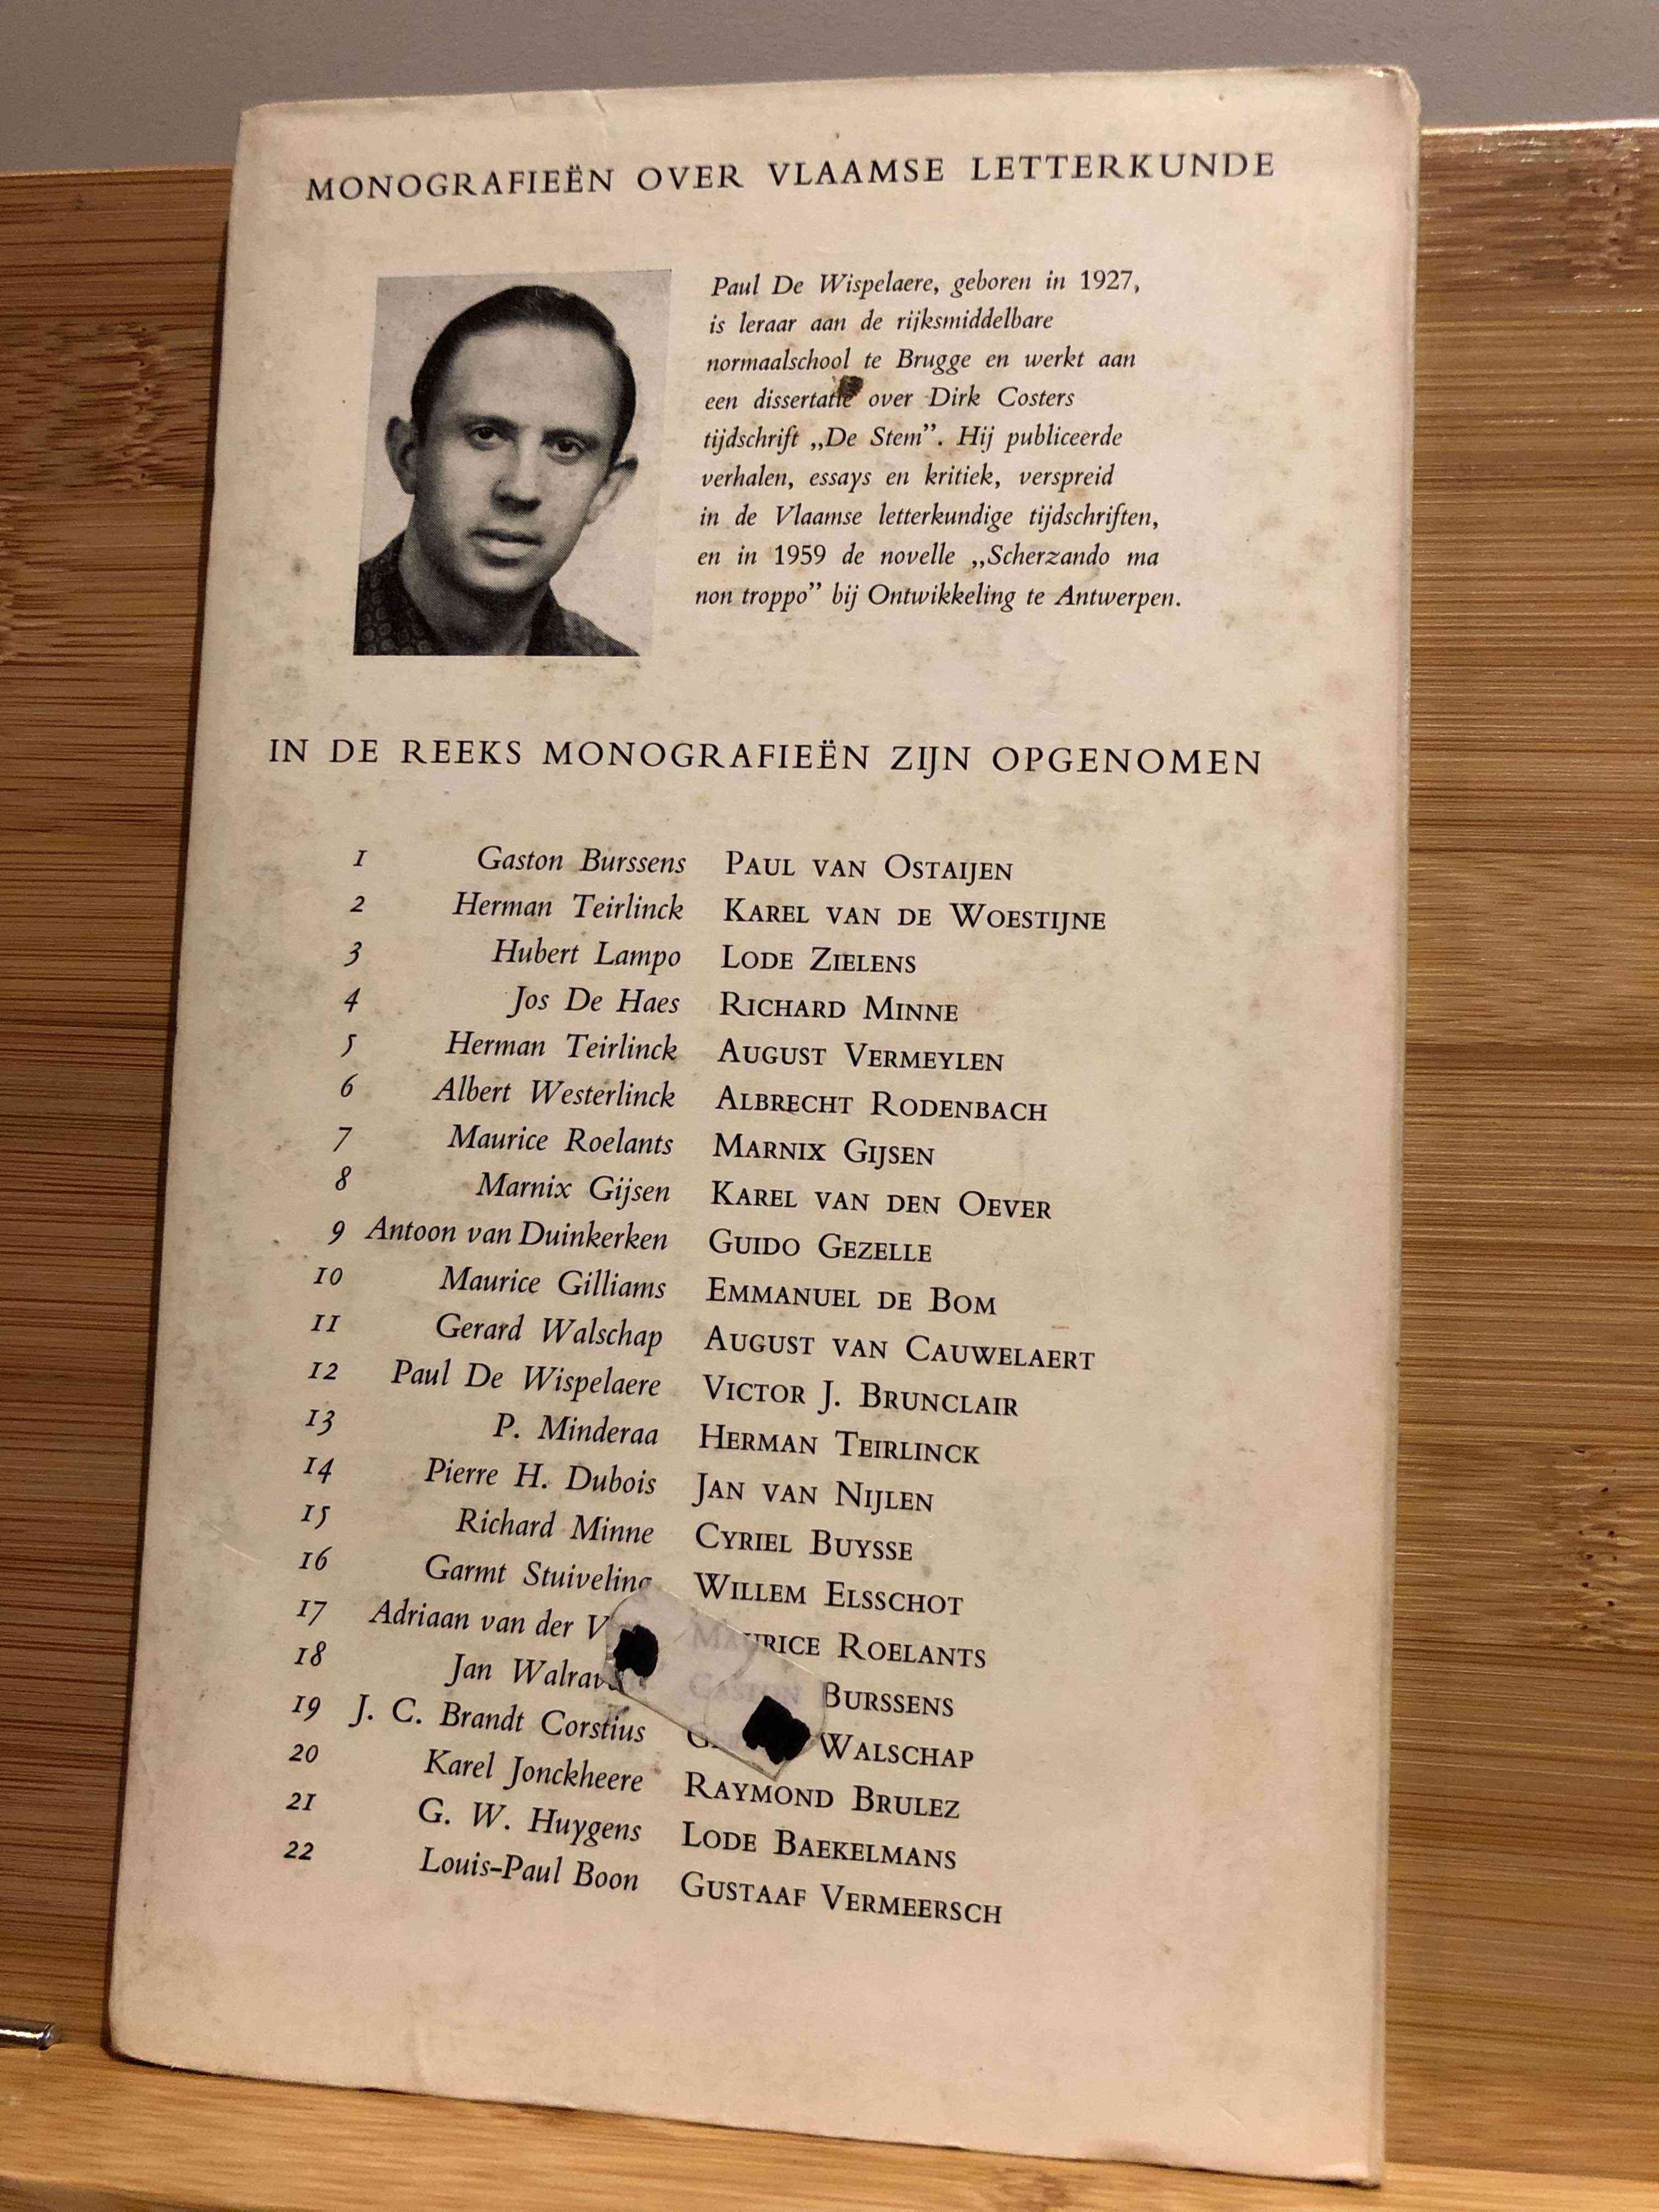 MONOGRAFIEËN OVER VLAAMSE LETTERKUNDE
Paul De Wispelaere, geboren in 1927,
is leraar aan de rijksmiddelbare
normaalschool te Brugge en werkt aan
een dissertatie over Dirk Costers
tijdschrift „De Stem”. Hij publiceerde
verhalen, essays en kritiek, verspreid
in de Vlaamse letterkundige tijdschriften,
en in 1959 de novelle „Scherzando ma
non troppo” bij Ontwikkeling te Antwerpen.
IN DE REEKS MONOGRAFIEËN ZIJN OPGENOMEN
1 Gaston Burssens PAUL VAN OSTAIJEN
2 Herman Teirlinck KAREL VAN DE WOESTIJNE
3 Hubert Lampo LODE ZIELENS
4 Jos De Haes RICHARD MINNE
5 Herman Teirlinck AUGUST VERMEYLEN
6 Albert Westerlinck ALBRECHT RODENBACH
7 Maurice Roelants MARNIX GIJSEN
8 Marnix Gijsen KAREL VAN DEN OEVER
9 Antoon van Duinkerken GUIDO GEZELLE
10 Maurice Gilliams EMMANUEL DE BOM
11 Gerard Walschap AUGUST VAN CAUWELAERT
12 Paul De Wispelaere VICTOR J. BRUNCLAIR
13 P. Minderaa HERMAN TEIRLINCK
14 Pierre H. Dubois JAN VAN NIJLEN
15 Richard Minne CYRIEL BUYSSE
16 Garmt Stuiveling WILLEM ELSSCHOT
17 Adriaan van der MAURICE ROELANTS
18 Jan GASTON BURSSENS
19 J. C. Brandt Corstius WALSCHAP
20 Karel Jonckheere RAYMOND BRULEZ
21 G. W. Huygens LODE BAEKELMANS
22 Louis-Paul Boon GUSTAAF VERMEERSCH